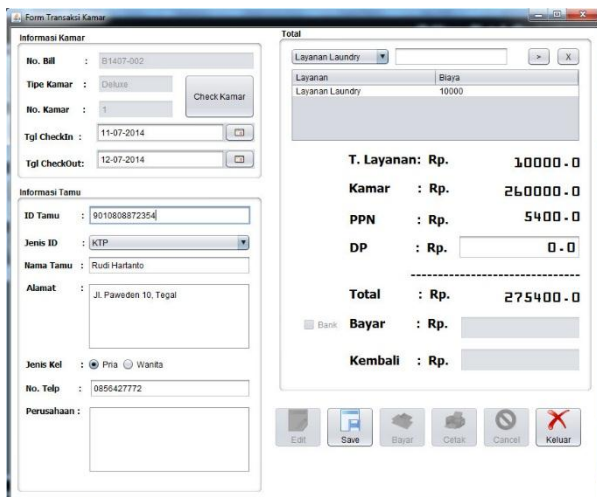 Form Transaksi Kamar
Informasi Kamar
No. Bill : B1407-002
Tipe Kamar : Deluxe
No. Kamar : 1
Check Kamar
Tgl CheckIn : 11-07-2014
Tgl CheckOut: 12-07-2014
Informasi Tamu
ID Tamu : 9010808872354
Jenis ID : KTP
Nama Tamu : Rudi Hartanto
Alamat : Jl. Paweden 10, Tegal
Jenis Kel : Pria Wanita
No. Telp : 0856427772
Perusahaan :
Total
Layanan Laundry > X
Layanan Biaya
Layanan Laundry 10000
T. Layanan: Rp. 10000.0
Kamar : Rp. 260000.0
PPN : Rp. 5400.0
DP : Rp. 0.0
--------------------------------
Total : Rp. 275400.0
Bank Bayar : Rp.
Kembali : Rp.
Edit Save Bayar Cetak Cancel Keluar